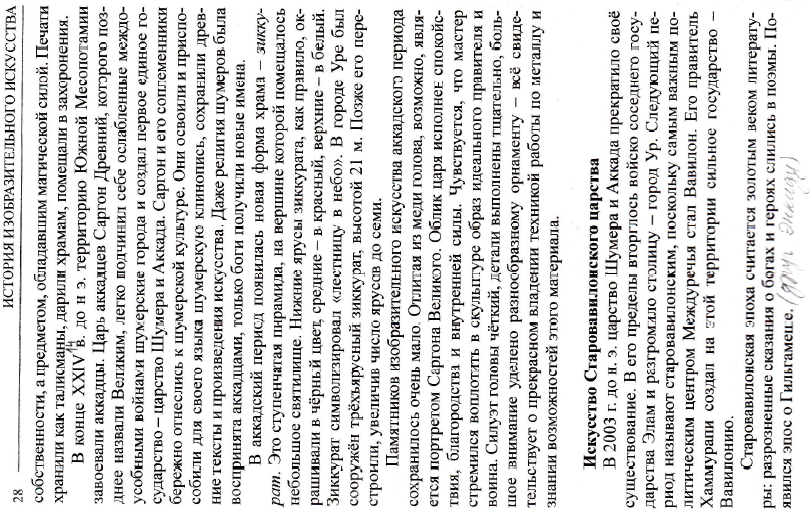 28 ИСТОРИЯ ИЗОБРАЗИТЕЛЬНОГО ИСКУССТВА
собственности, а предметом, обладавшим магической силой. Печати
хранили как талисманы, дарили храмам, помещали в захоронения.
В конце XXIV в. до н э. территорию Южной Месопотамии
завоевали аккадцы. Царь аккадцев Саргон Древний, которого поз-
днее назвали Великим, легко подчинил себе ослабленные междо-
усобными войнами шумерские города и создал первое единое го-
сударство – царство Шумера и Аккада. Саргон и его соплеменники
бережно отнеслись к шумерской культуре. Они освоили и приспо-
собили для своего языка шумерскую клинопись, сохранили древ-
ние тексты и произведения искусства. Даже религия шумеров была
воспринята аккадцами, только боги получили новые имена.
В аккадский период появилась новая форма храма – зикку-
рат. Это ступенчатая пирамида, на вершине которой помещалось
небольшое святилище. Нижние ярусы зиккурата, как правило, ок-
рашивали в чёрный цвет, средние – в красный, верхние – в белый.
Зиккурат символизировал «лестницу в небо». В городе Уре был
сооружён трёхъярусный зиккурат, высотой 21 м. Позже его пере-
строили, увеличив число ярусов до семи.
Памятников изобразительного искусства аккадского периода
сохранилось очень мало. Отлитая из меди голова, возможно, явля-
ется портретом Саргона Великого. Облик царя исполнен спокойс-
твия, благородства и внутренней силы. Чувствуется, что мастер
стремился воплотить в скульптуре образ идеального правителя и
воина. Силуэт головы чёткий, детали выполнены тщательно, боль-
шое внимание уделено разнообразному орнаменту – всё свиде-
тельствует о прекрасном владении техникой работы по металлу и
знании возможностей этого материала.
Искусство Старовавилонского царства
В 2003 г. до н. э. царство Шумера и Аккада прекратило своё
существование. В его пределы вторглось войско соседнего госу-
дарства Элам и разгромило столицу – город Ур. Следующий пе-
риод называют старовавилонским, поскольку самым важным по-
литическим центром Междуречья стал Вавилон. Его правитель
Хаммурапи создал на этой территории сильное государство –
Вавилонию.
Старовавилонская эпоха считается золотым веком литерату-
ры: разрозненные сказания о богах и героях слились в поэмы. По-
явился эпос о Гильгамеше.